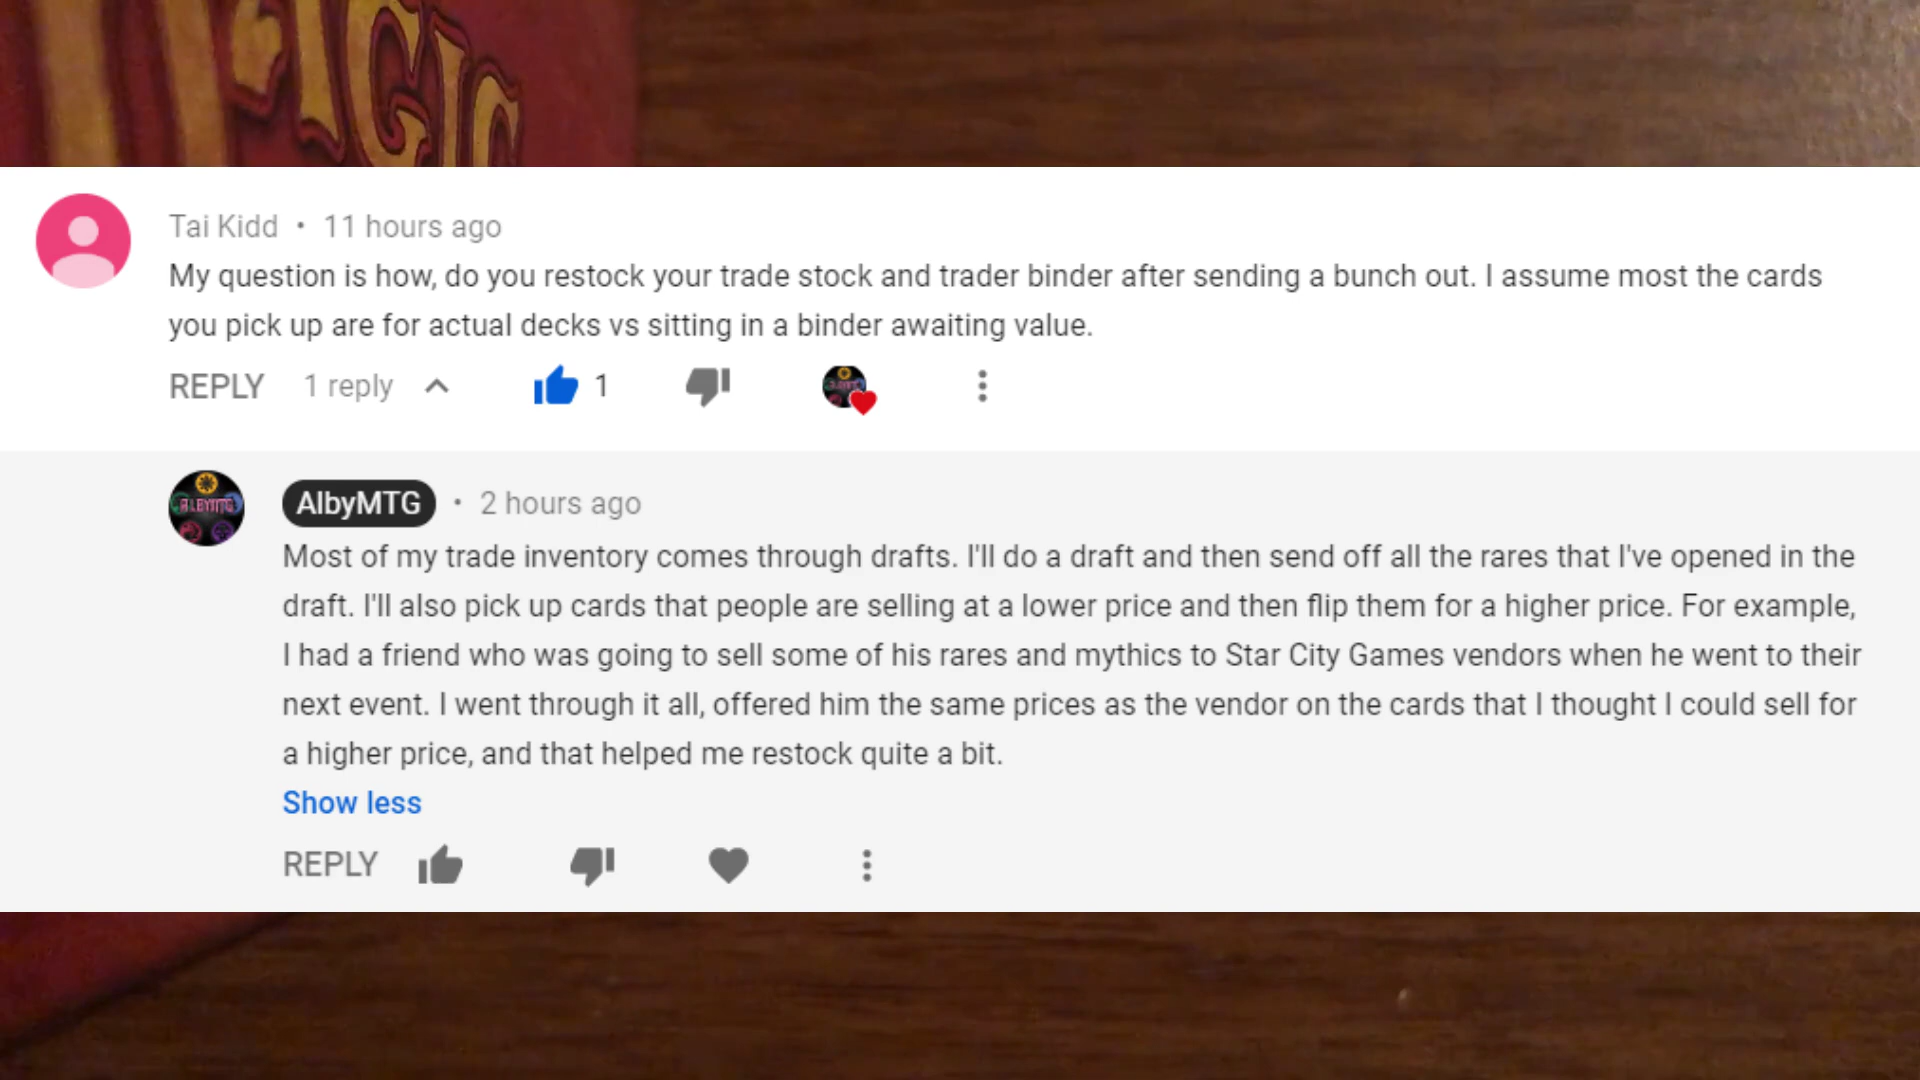 Tai Kidd • 11 hours ago
My question is how, do you restock your trade stock and trader binder after sending a bunch out. I assume most the cards
you pick up are for actual decks vs sitting in a binder awaiting value.
REPLY 1 reply 1
ALBYMTG
AlbyMTG • 2 hours ago
Most of my trade inventory comes through drafts. I'll do a draft and then send off all the rares that I've opened in the
draft. I'll also pick up cards that people are selling at a lower price and then flip them for a higher price. For example,
I had a friend who was going to sell some of his rares and mythics to Star City Games vendors when he went to their
next event. I went through it all, offered him the same prices as the vendor on the cards that I thought I could sell for
a higher price, and that helped me restock quite a bit.
Show less
REPLY